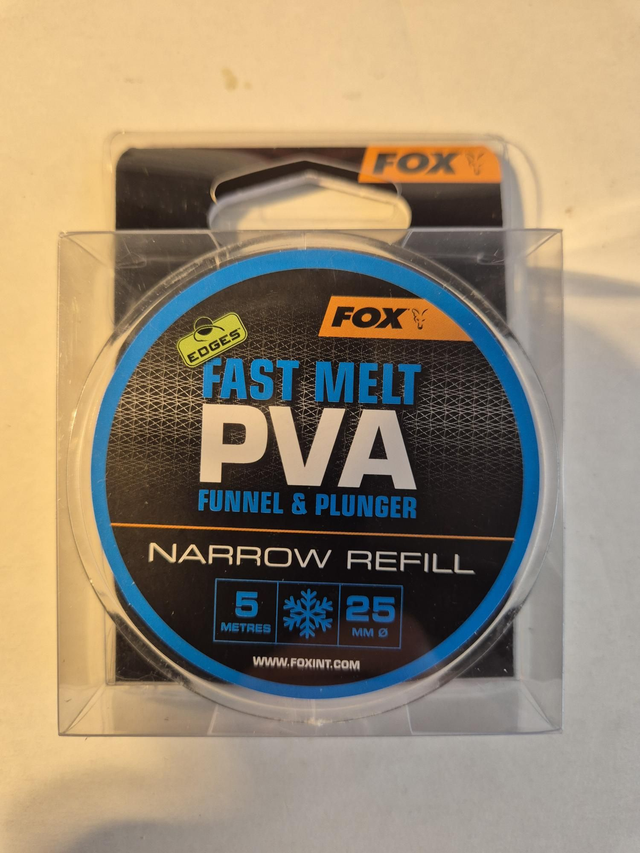 FOX
FOX
EDGES
FAST MELT
PVA
FUNNEL & PLUNGER
NARROW REFILL
5 METRES
25 MM Ø
WWW.FOXINT.COM